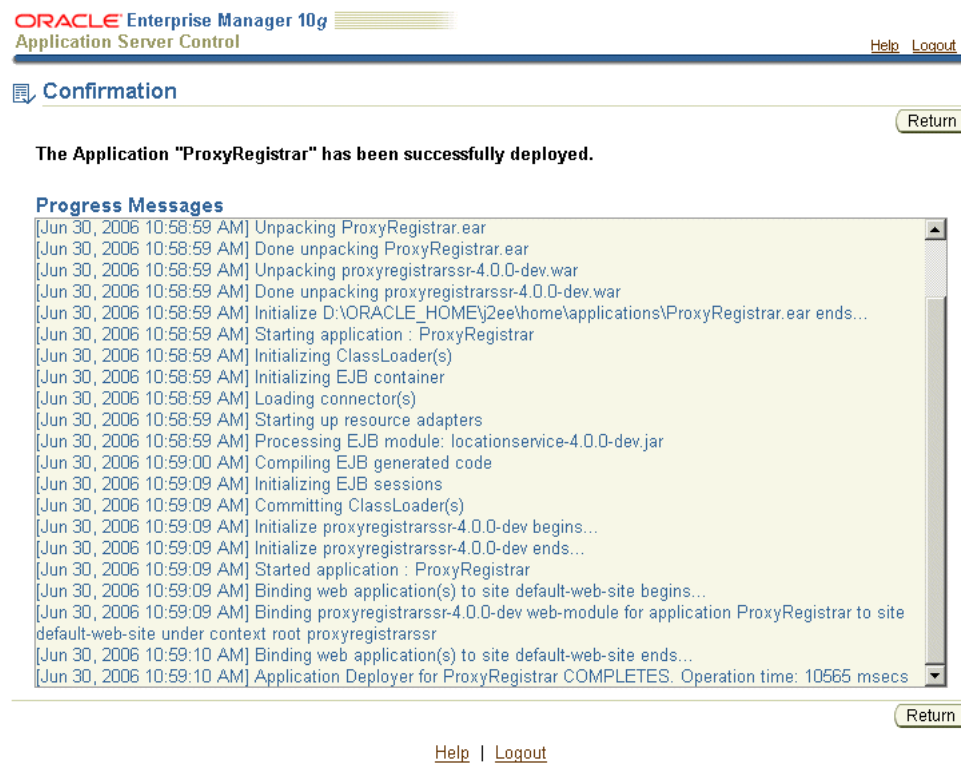 ORACLE Enterprise Manager 10g
Application Server Control
Help Logout
Confirmation
Return
The Application "ProxyRegistrar" has been successfully deployed.
Progress Messages
[Jun 30, 2006 10:58:59 AM] Unpacking ProxyRegistrar.ear
[Jun 30, 2006 10:58:59 AM] Done unpacking ProxyRegistrar.ear
[Jun 30, 2006 10:58:59 AM] Unpacking proxyregistrarssr-4.0.0-dev.war
[Jun 30, 2006 10:58:59 AM] Done unpacking proxyregistrarssr-4.0.0-dev.war
[Jun 30, 2006 10:58:59 AM] Initialize D:\ORACLE_HOME\j2ee\home\applications\ProxyRegistrar.ear ends...
[Jun 30, 2006 10:58:59 AM] Starting application : ProxyRegistrar
[Jun 30, 2006 10:58:59 AM] Initializing ClassLoader(s)
[Jun 30, 2006 10:58:59 AM] Initializing EJB container
[Jun 30, 2006 10:58:59 AM] Loading connector(s)
[Jun 30, 2006 10:58:59 AM] Starting up resource adapters
[Jun 30, 2006 10:58:59 AM] Processing EJB module: locationservice-4.0.0-dev.jar
[Jun 30, 2006 10:59:00 AM] Compiling EJB generated code
[Jun 30, 2006 10:59:09 AM] Initializing EJB sessions
[Jun 30, 2006 10:59:09 AM] Committing ClassLoader(s)
[Jun 30, 2006 10:59:09 AM] Initialize proxyregistrarssr-4.0.0-dev begins...
[Jun 30, 2006 10:59:09 AM] Initialize proxyregistrarssr-4.0.0-dev ends...
[Jun 30, 2006 10:59:09 AM] Started application : ProxyRegistrar
[Jun 30, 2006 10:59:09 AM] Binding web application(s) to site default-web-site begins...
[Jun 30, 2006 10:59:09 AM] Binding proxyregistrarssr-4.0.0-dev web-module for application ProxyRegistrar to site
default-web-site under context root proxyregistrarssr
[Jun 30, 2006 10:59:10 AM] Binding web application(s) to site default-web-site ends...
[Jun 30, 2006 10:59:10 AM] Application Deployer for ProxyRegistrar COMPLETES. Operation time: 10565 msecs
Return
Help | Logout